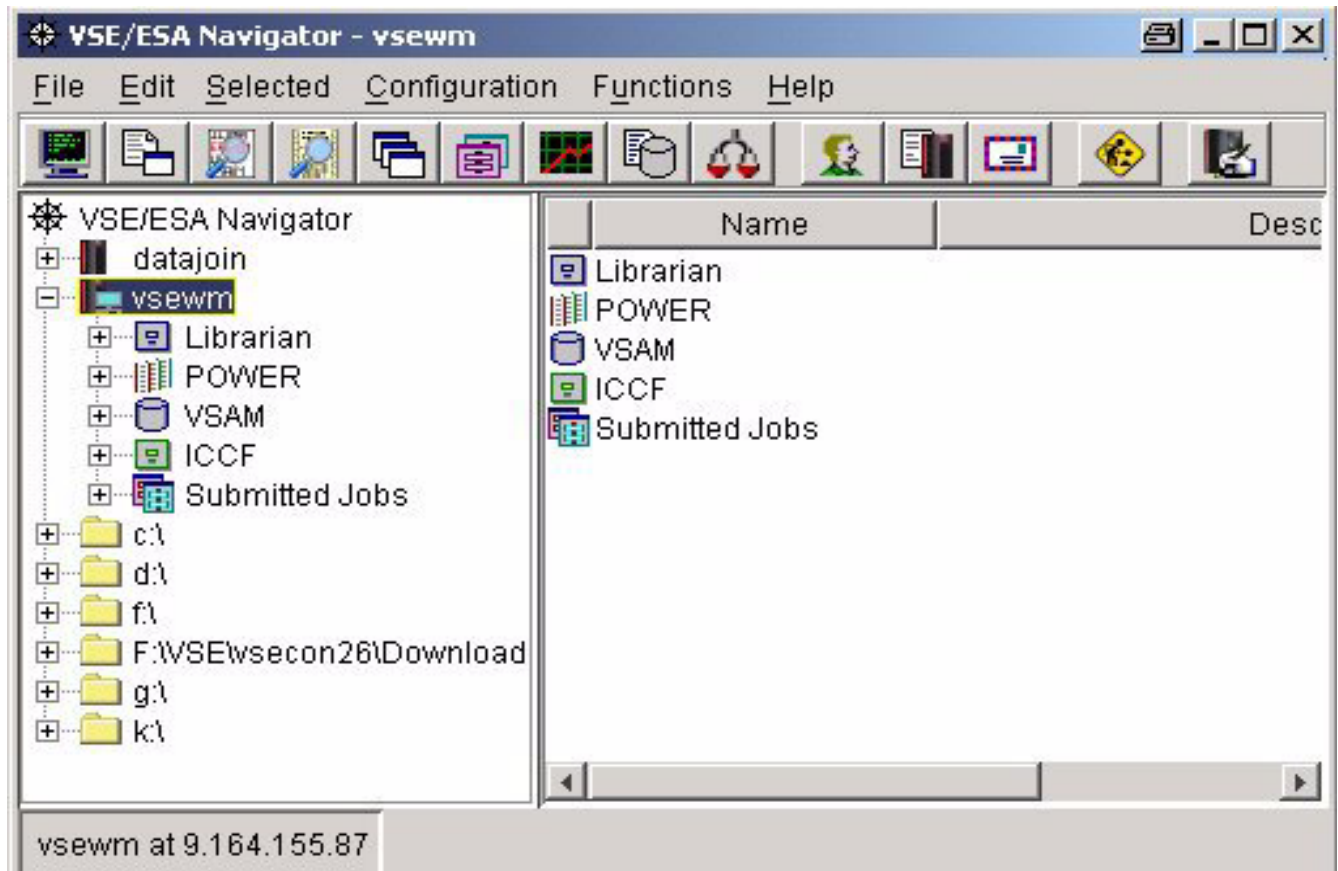 VSE/ESA Navigator - vsewm
File Edit Selected Configuration Functions Help
VSE/ESA Navigator
datajoin
vsewm
Librarian
POWER
VSAM
ICCF
Submitted Jobs
c:\
d:\
f:\
F:\VSE\vsecon26\Download
g:\
k:\
Name Desc
Librarian
POWER
VSAM
ICCF
Submitted Jobs
vsewm at 9.164.155.87